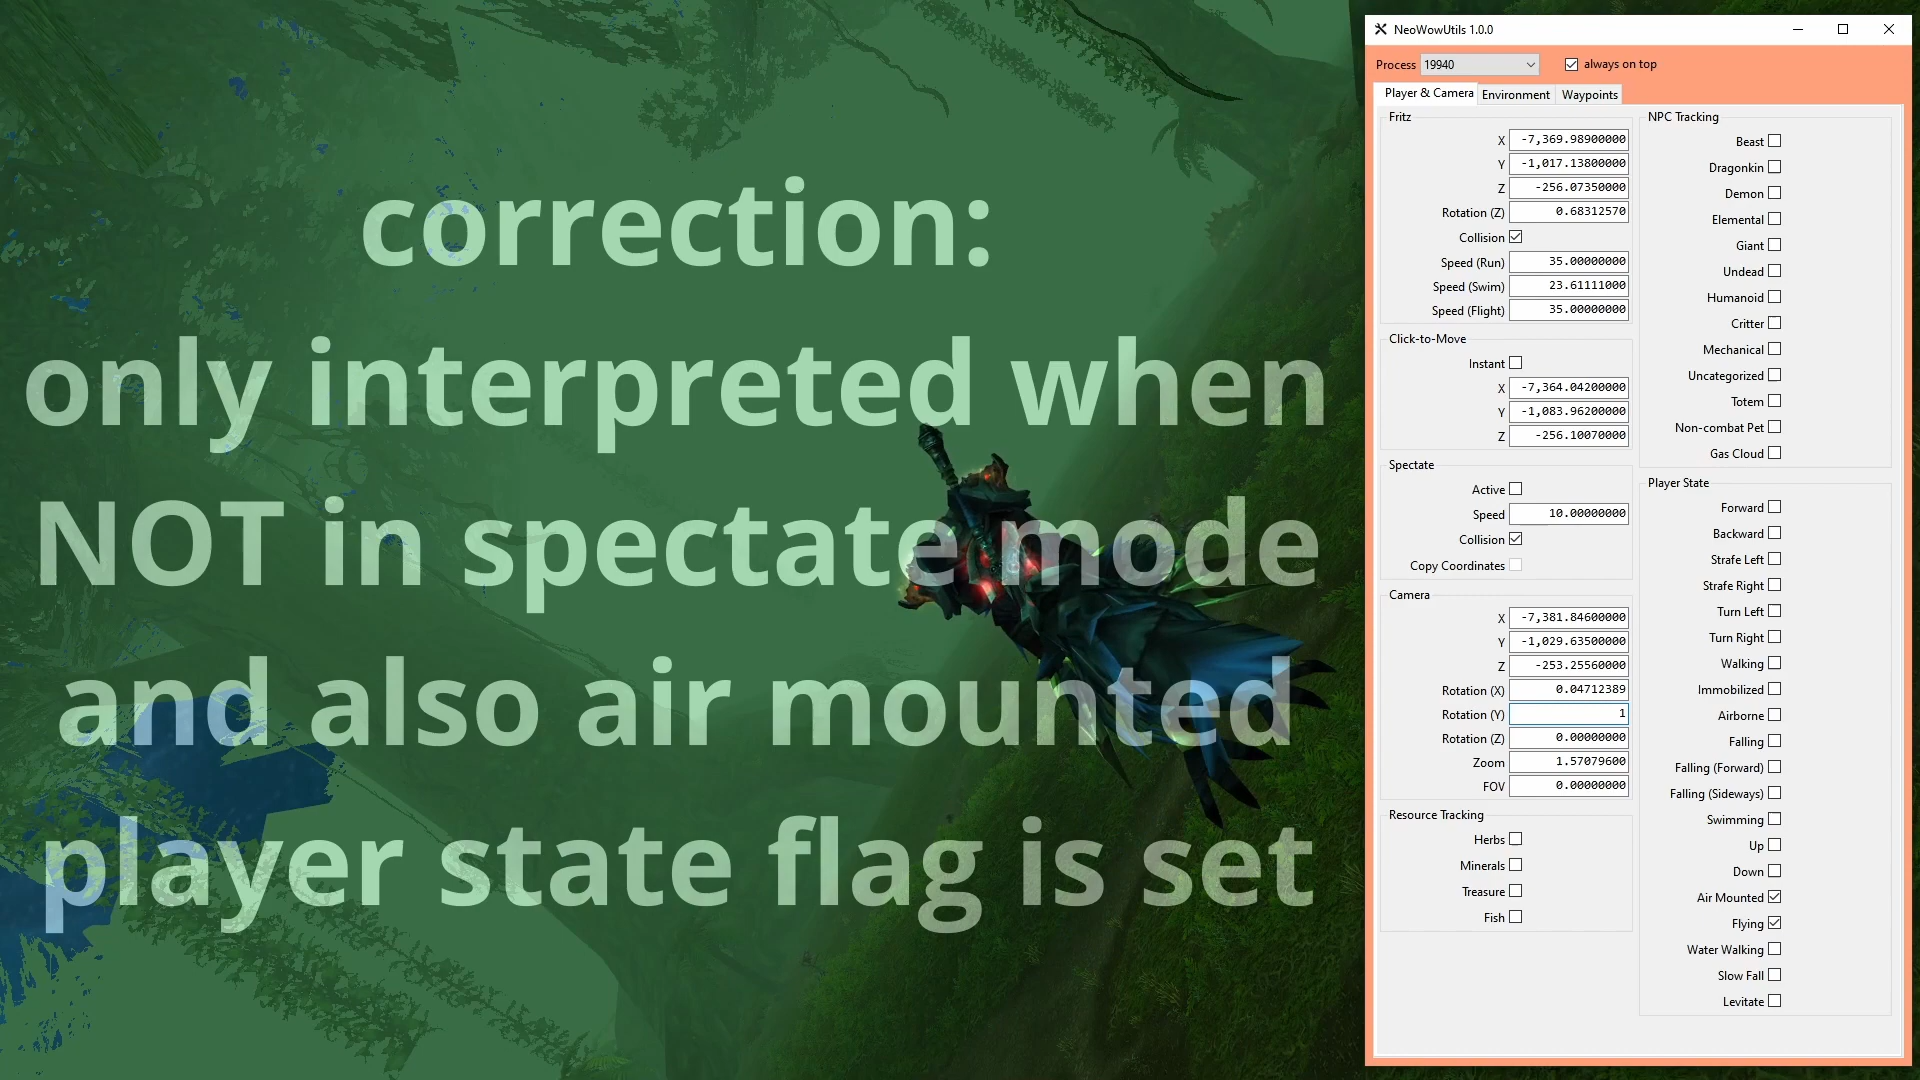 correction:
only interpreted when
NOT in spectate mode
and also air mounted
player state flag is set
NeoWowUtils 1.0.0
Process 19940 always on top
Player & Camera Environment Waypoints
Fritz
X -7,369.98900000
Y -1,017.13800000
Z -256.07350000
Rotation (Z) 0.68312570
Collision
Speed (Run) 35.00000000
Speed (Swim) 23.61111000
Speed (Flight) 35.00000000
Click-to-Move
Instant
X -7,364.04200000
Y -1,083.96200000
Z -256.10070000
Spectate
Active
Speed 10.00000000
Collision
Copy Coordinates
Camera
X -7,381.84600000
Y -1,029.63500000
Z -253.25560000
Rotation (X) 0.04712389
Rotation (Y) 1
Rotation (Z) 0.00000000
Zoom 1.57079600
FOV 0.00000000
Resource Tracking
Herbs
Minerals
Treasure
Fish
NPC Tracking
Beast
Dragonkin
Demon
Elemental
Giant
Undead
Humanoid
Critter
Mechanical
Uncategorized
Totem
Non-combat Pet
Gas Cloud
Player State
Forward
Backward
Strafe Left
Strafe Right
Turn Left
Turn Right
Walking
Immobilized
Airborne
Falling
Falling (Forward)
Falling (Sideways)
Swimming
Up
Down
Air Mounted
Flying
Water Walking
Slow Fall
Levitate